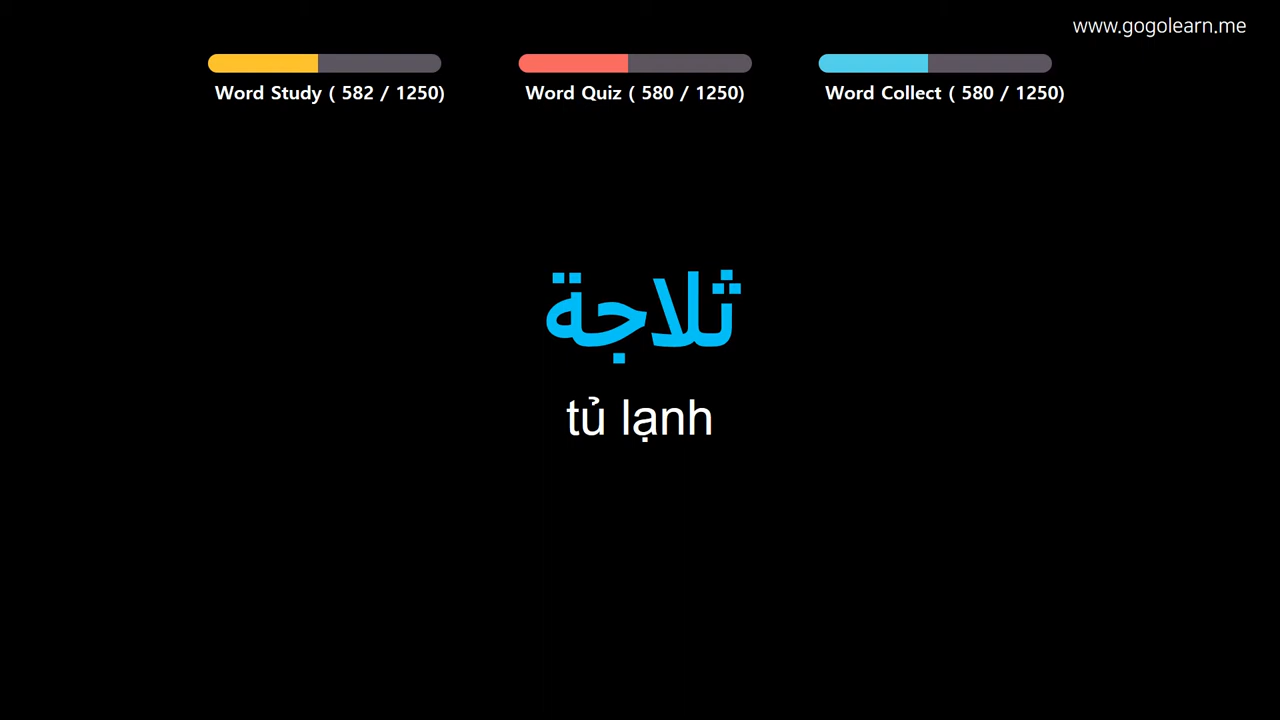 www.gogolearn.me
Word Study ( 582 / 1250)
Word Quiz ( 580 / 1250)
Word Collect ( 580 / 1250)
ثلاجة
tủ lạnh